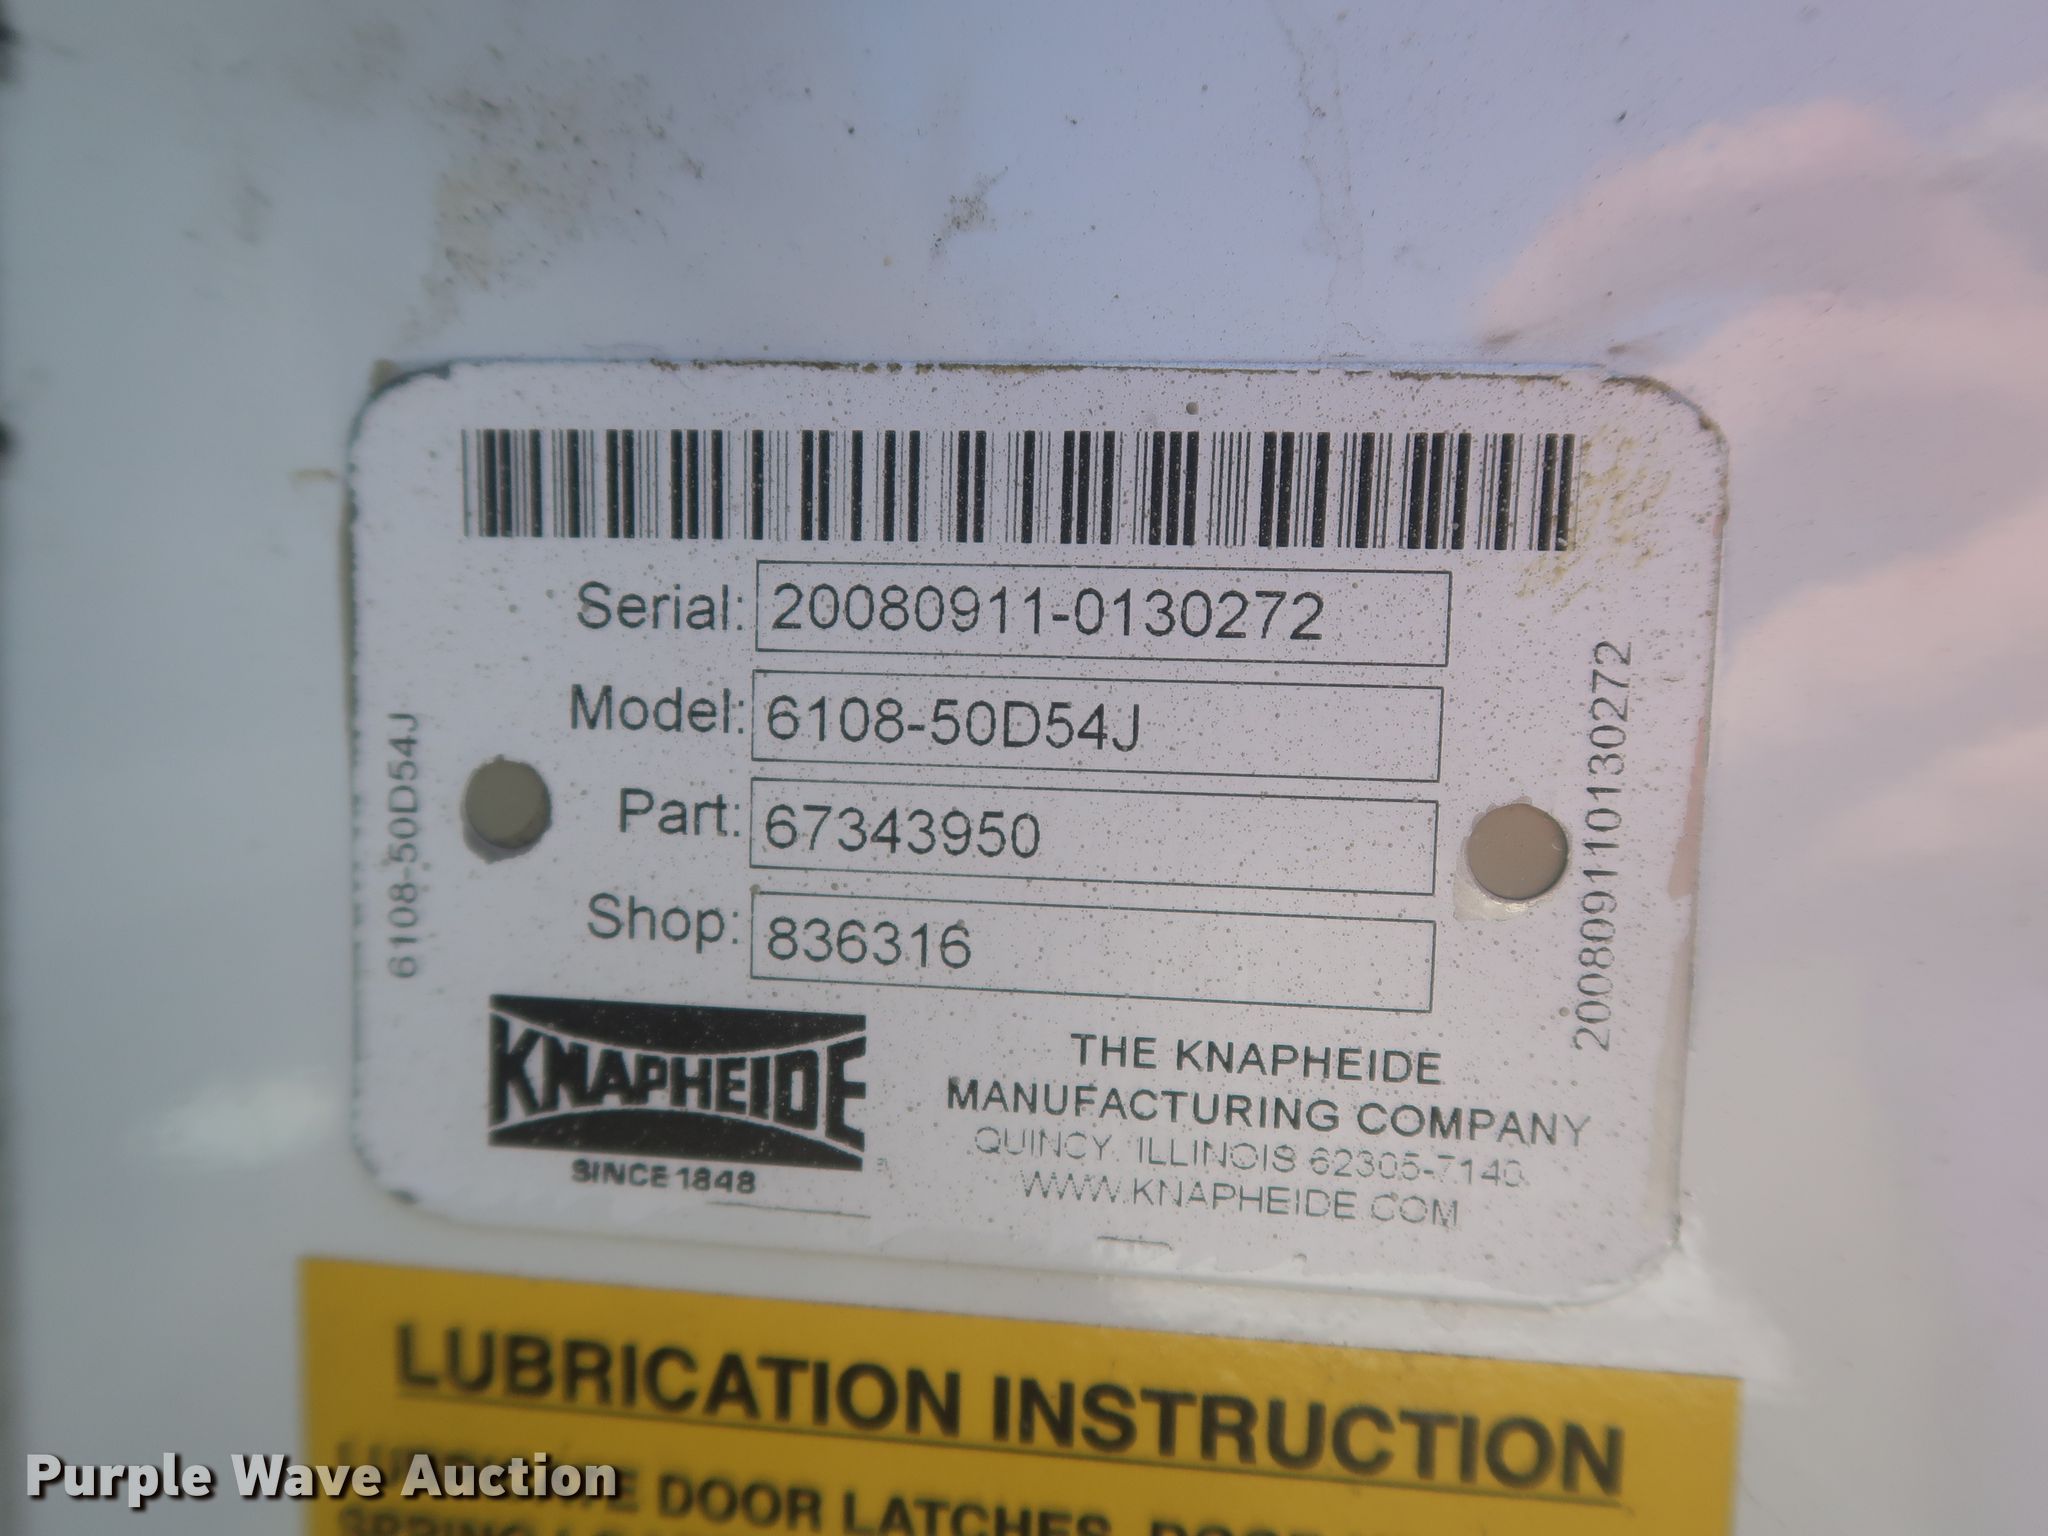 Serial: 20080911-0130272
Model: 6108-50D54J
Part: 67343950
Shop: 836316
6108-50D54J
200809110130272
KNAPHEIDE
SINCE 1848
THE KNAPHEIDE
MANUFACTURING COMPANY
QUINCY, ILLINOIS 62305-7140
WWW.KNAPHEIDE.COM
LUBRICATION INSTRUCTION
DOOR LATCHES,
Purple Wave Auction